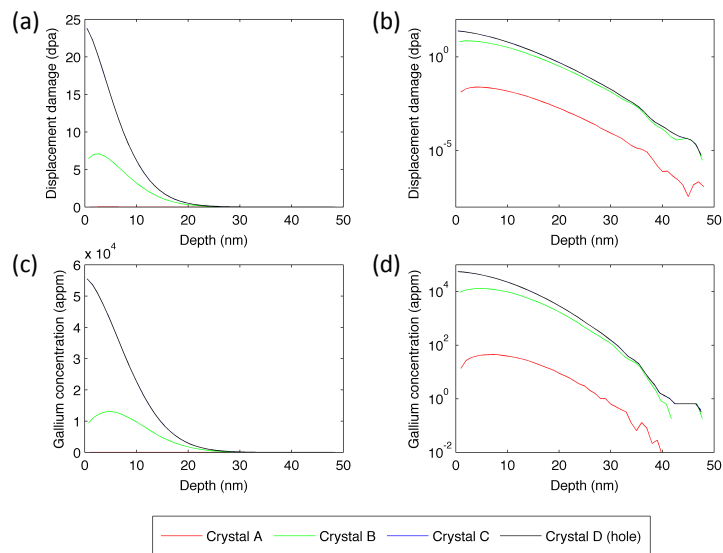 (a)
25
20
15
10
5
0
0 10 20 30 40 50
Displacement damage (dpa)
Depth (nm)
(b)
10^0
10^-5
0 10 20 30 40 50
Displacement damage (dpa)
Depth (nm)
(c)
x 10^4
6
5
4
3
2
1
0
0 10 20 30 40 50
Gallium concentration (appm)
Depth (nm)
(d)
10^4
10^2
10^0
10^-2
0 10 20 30 40 50
Gallium concentration (appm)
Depth (nm)
Crystal A Crystal B Crystal C Crystal D (hole)